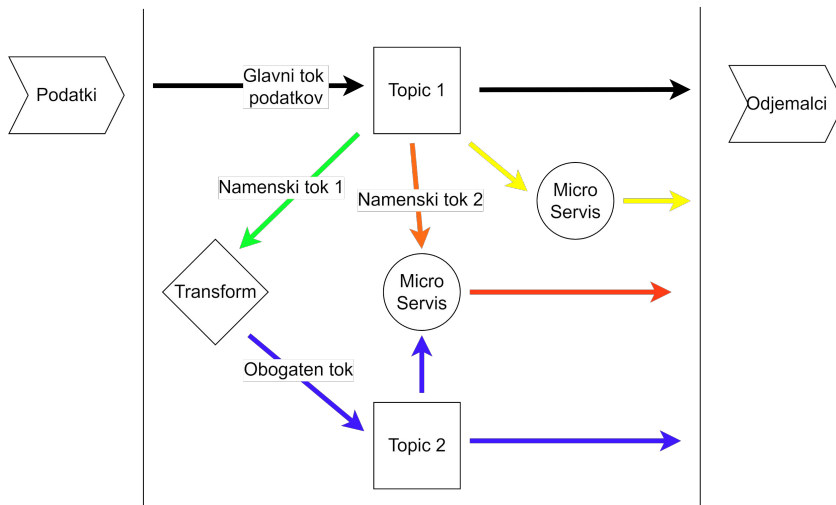 Podatki
Glavni tok
podatkov
Topic 1
Odjemalci
Namenski tok 1
Namenski tok 2
Micro
Servis
Transform
Micro
Servis
Obogaten tok
Topic 2